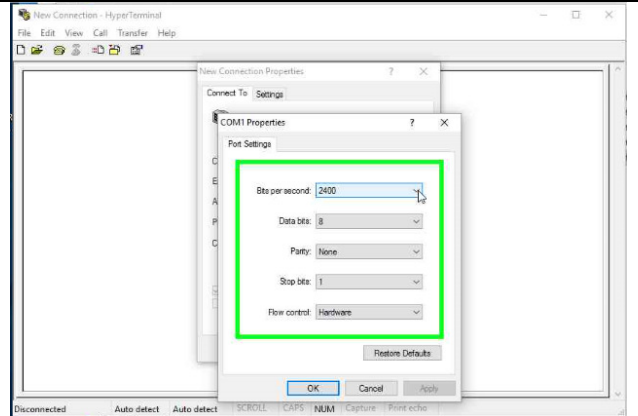 New Connection - HyperTerminal
File Edit View Call Transfer Help
New Connection Properties ? ×
Connect To Settings
COM1 Properties ? ×
Port Settings
Bits per second: 2400
Data bits: 8
Parity: None
Stop bits: 1
Flow control: Hardware
Restore Defaults
OK Cancel Apply
Disconnected Auto detect Auto detect SCROLL CAPS NUM Capture Print echo